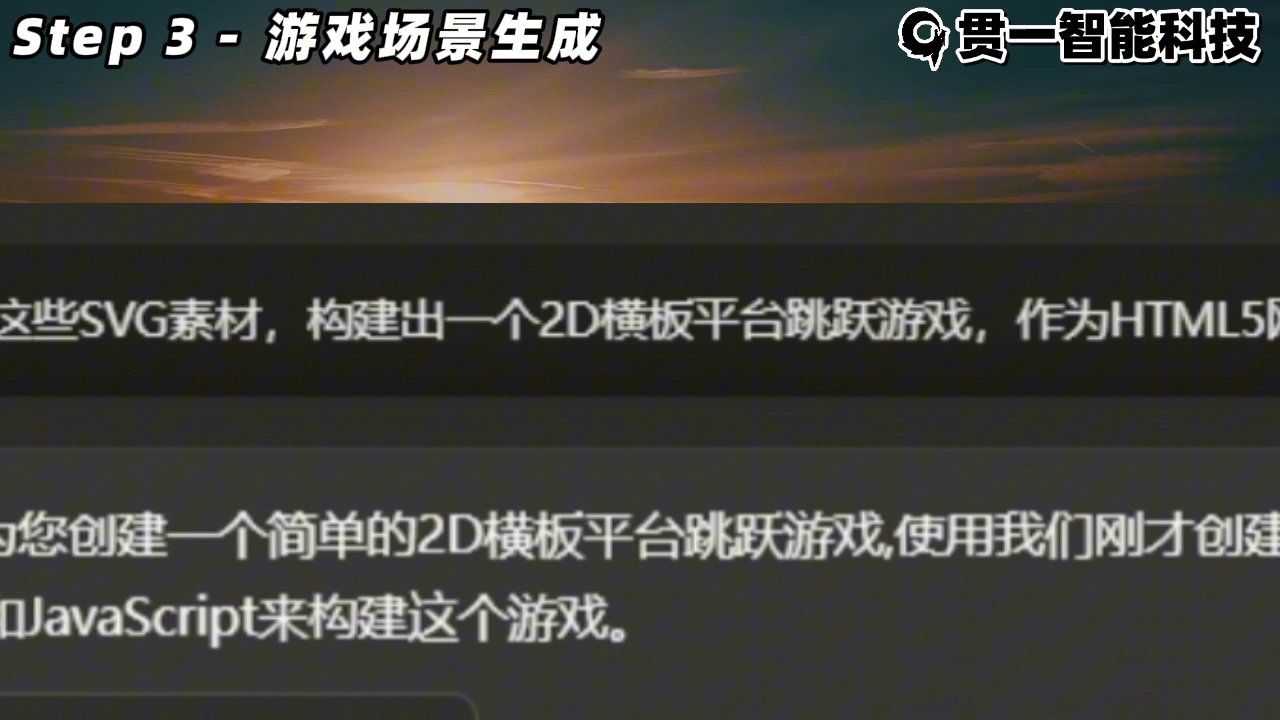 Step 3 - 游戏场景生成
贯一智能科技
这些SVG素材，构建出一个2D横板平台跳跃游戏，作为HTML5
为您创建一个简单的2D横板平台跳跃游戏,使用我们刚才创建
和JavaScript来构建这个游戏。